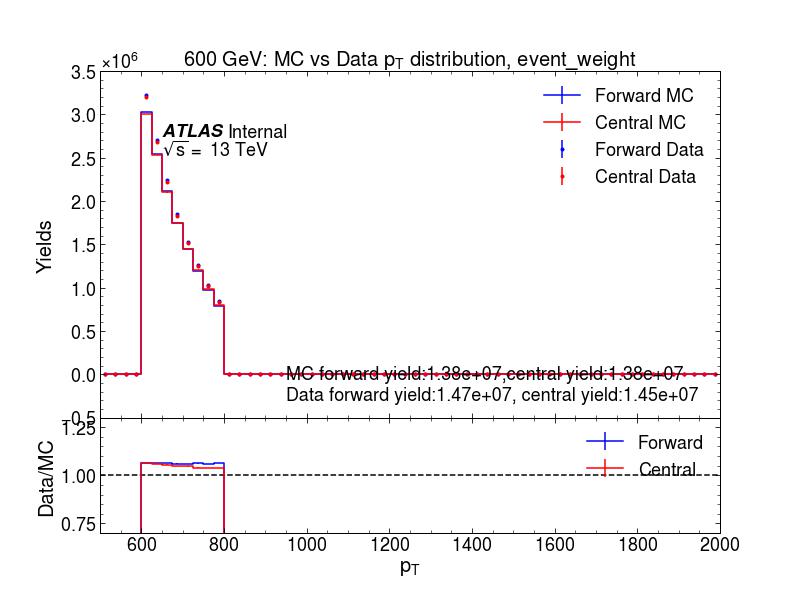 600 GeV: MC vs Data p_T distribution, event_weight
×10^6
3.5
3.0
2.5
2.0
1.5
1.0
0.5
0.0
-0.5
Yields
ATLAS Internal
√s = 13 TeV
Forward MC
Central MC
Forward Data
Central Data
MC forward yield:1.38e+07,central yield:1.38e+07
Data forward yield:1.47e+07, central yield:1.45e+07
1.25
1.00
0.75
Data/MC
Forward
Central
600 800 1000 1200 1400 1600 1800 2000
p_T